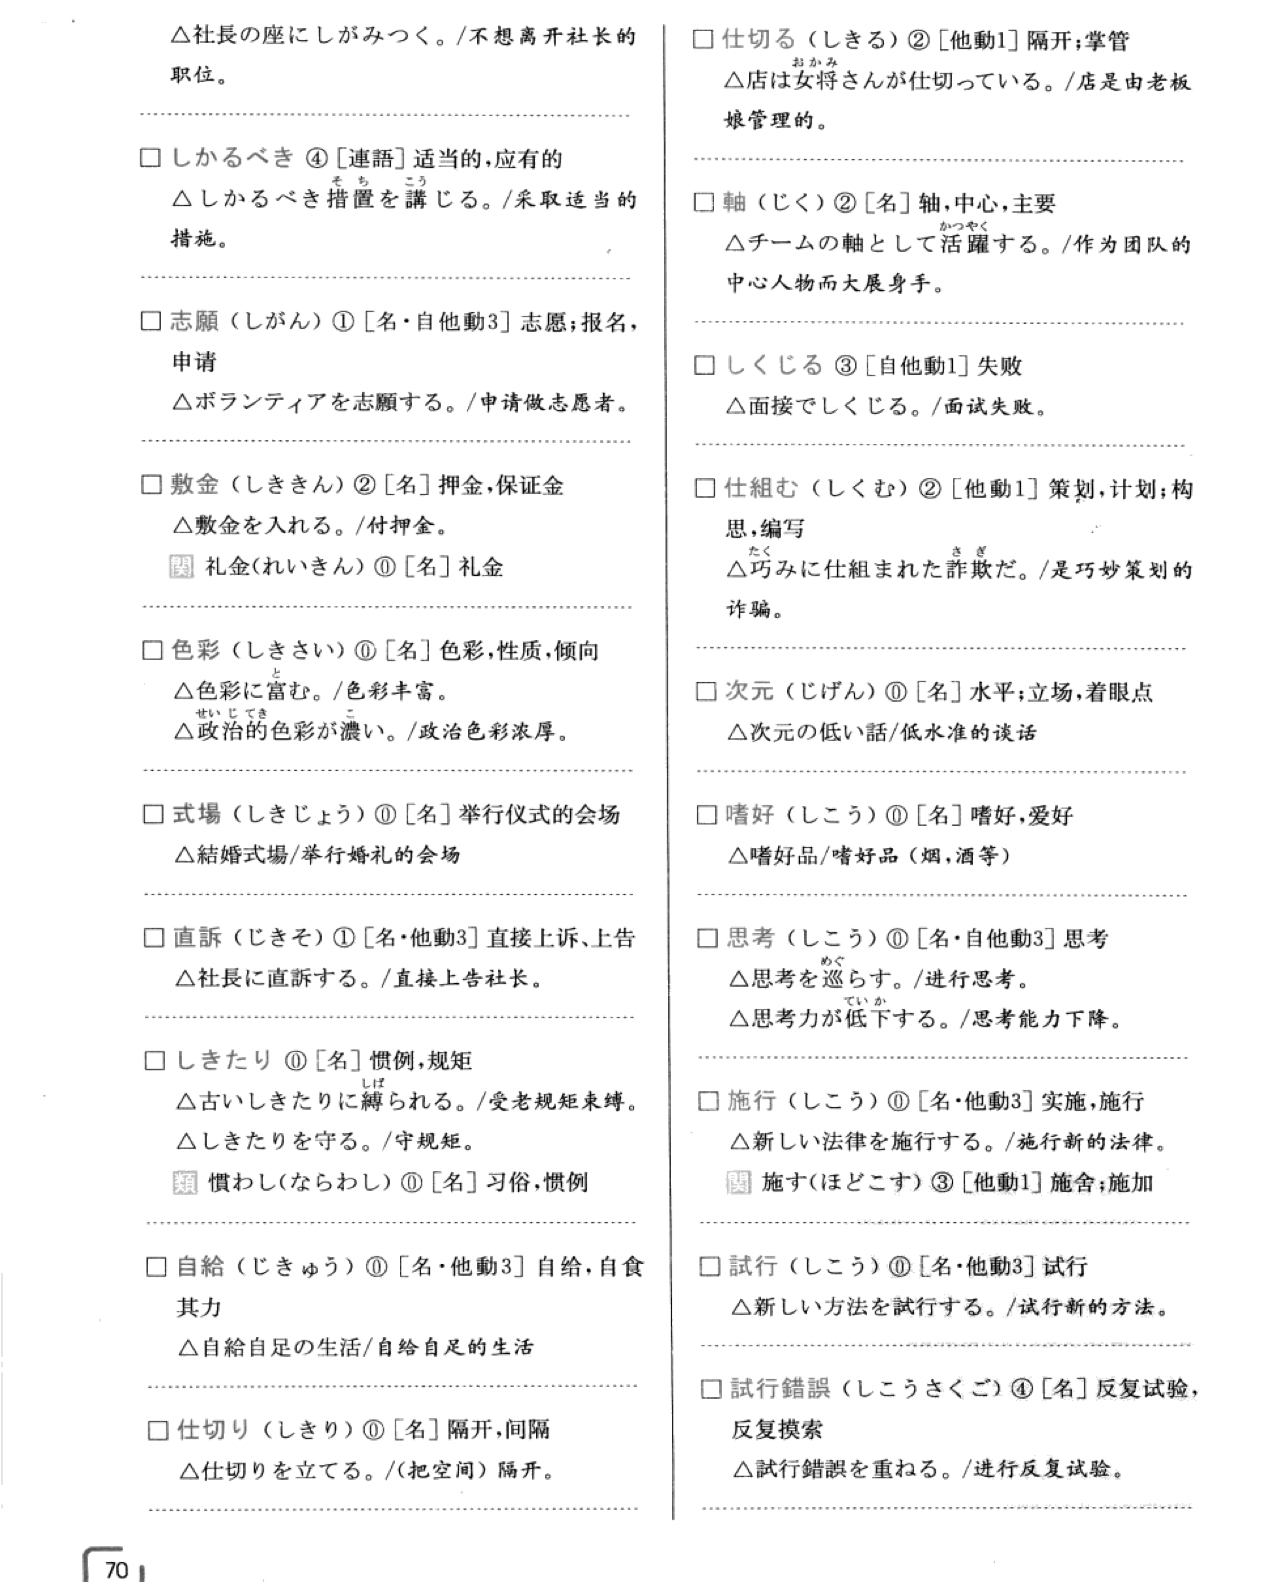 △社長の座にしがみつく。/不想离开社长的
职位。
□ しかるべき ④［連語］适当的,应有的
△しかるべき措置を講じる。/采取适当的
そち こう
措施。
□ 志願（しがん）①［名・自他動3］志愿;报名,
申请
△ボランティアを志願する。/申请做志愿者。
□ 敷金（しききん）②［名］押金,保证金
△敷金を入れる。/付押金。
関 礼金(れいきん）⓪［名］礼金
□ 色彩（しきさい）⓪［名］色彩,性质,倾向
と
△色彩に富む。/色彩丰富。
せいじてき こ
△政治的色彩が濃い。/政治色彩浓厚。
□ 式場（しきじょう）⓪［名］举行仪式的会场
△結婚式場/举行婚礼的会场
□ 直訴（じきそ）①［名・他動3］直接上诉、上告
△社長に直訴する。/直接上告社长。
□ しきたり ⓪［名］惯例,规矩
しば
△古いしきたりに縛られる。/受老规矩束缚。
△しきたりを守る。/守规矩。
類 慣わし(ならわし）⓪［名］习俗,惯例
□ 自給（じきゅう）⓪［名・他動3］自给,自食
其力
△自給自足の生活/自给自足的生活
□ 仕切り（しきり）⓪［名］隔开,间隔
△仕切りを立てる。/(把空间）隔开。
□ 仕切る（しきる）②［他動1］隔开;掌管
おかみ
△店は女将さんが仕切っている。/店是由老板
娘管理的。
□ 軸（じく）②［名］轴,中心,主要
かつやく
△チームの軸として活躍する。/作为团队的
中心人物而大展身手。
□ しくじる ③［自他動1］失败
△面接でしくじる。/面试失败。
□ 仕組む（しくむ）②［他動1］策划,计划;构
思,编写
たく さぎ
△巧みに仕組まれた詐欺だ。/是巧妙策划的
诈骗。
□ 次元（じげん）⓪［名］水平;立场,着眼点
△次元の低い話/低水准的谈话
□ 嗜好（しこう）⓪［名］嗜好,爱好
△嗜好品/嗜好品（烟,酒等）
□ 思考（しこう）⓪［名・自他動3］思考
めぐ
△思考を巡らす。/进行思考。
ていか
△思考力が低下する。/思考能力下降。
□ 施行（しこう）⓪［名・他動3］实施,施行
△新しい法律を施行する。/施行新的法律。
関 施す(ほどこす）③［他動1］施舍;施加
□ 試行（しこう）⓪［名・他動3］试行
△新しい方法を試行する。/试行新的方法。
□ 試行錯誤（しこうさくご）④［名］反复试验,
反复摸索
△試行錯誤を重ねる。/进行反复试验。
70